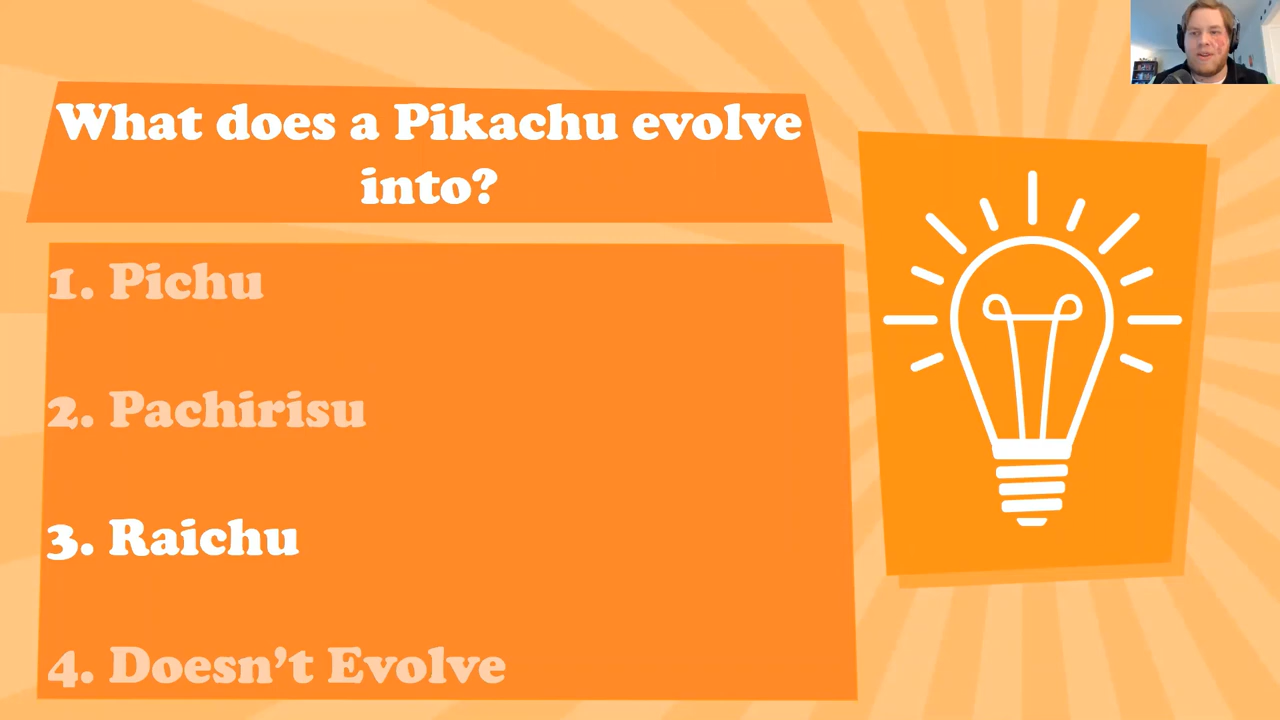 What does a Pikachu evolve
into?
1. Pichu
2. Pachirisu
3. Raichu
4. Doesn’t Evolve